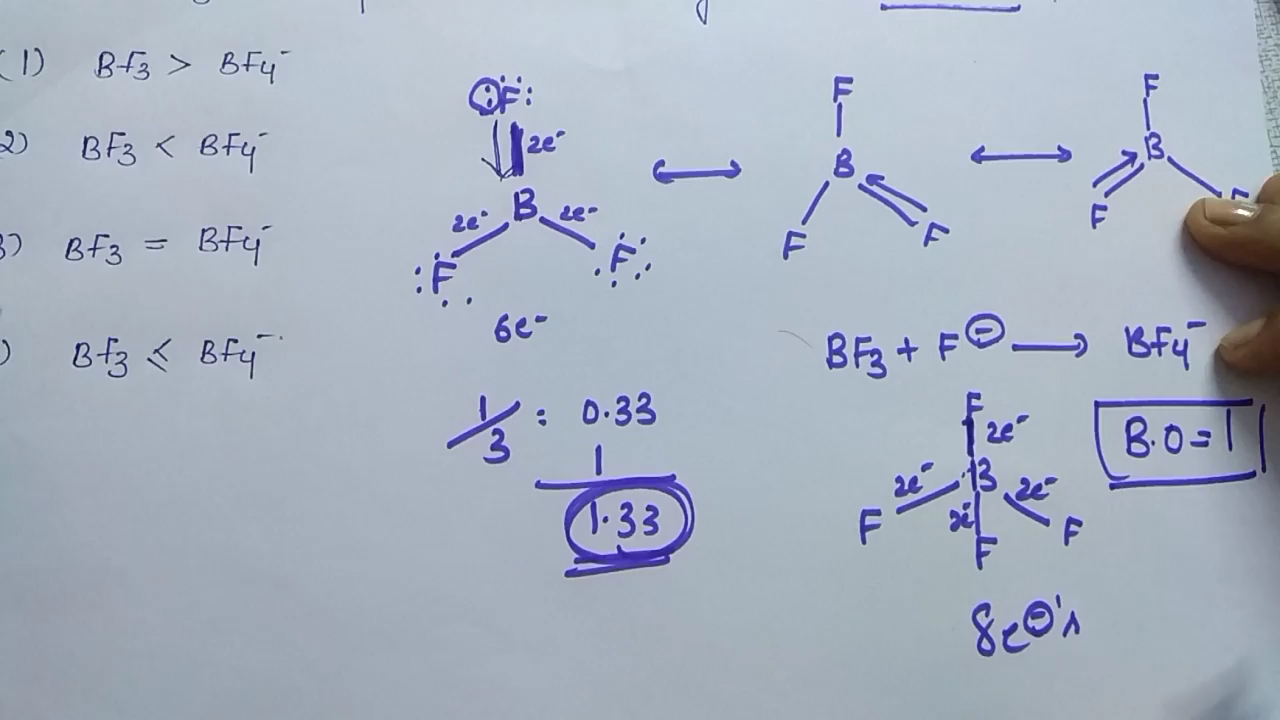 (1) BF3 > BF4⁻
2) BF3 < BF4⁻
3) BF3 = BF4⁻
) BF3 ≤ BF4⁻
:F:
2e⁻
B
2e⁻ 2e⁻
:F F
6e⁻
F
B
F F
F
B
F F
1/3 : 0.33
1
1.33
BF3 + F⊖ → BF4⁻
F
2e⁻
B
2e⁻ 2e⁻
2e⁻
F F F
B.O = 1
8e⊖'s